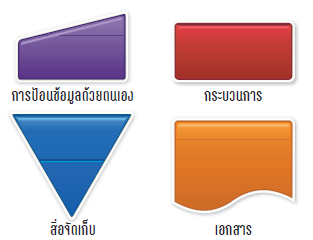 การป้อนข้อมูลด้วยตนเอง
กระบวนการ
สื่อจัดเก็บ
เอกสาร